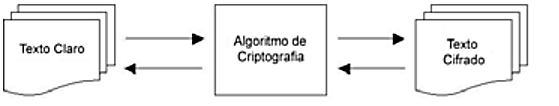 Texto Claro
Algoritmo de
Criptografia
Texto
Cifrado